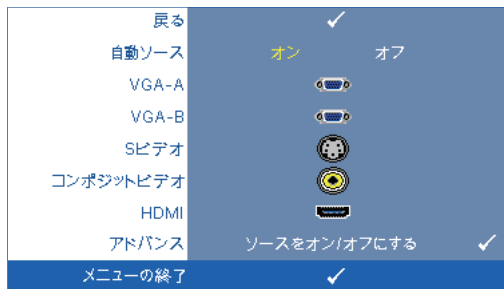 戻る
自動ソース オン オフ
VGA-A
VGA-B
Sビデオ
コンポジットビデオ
HDMI
アドバンス ソースをオン/オフにする
メニューの終了